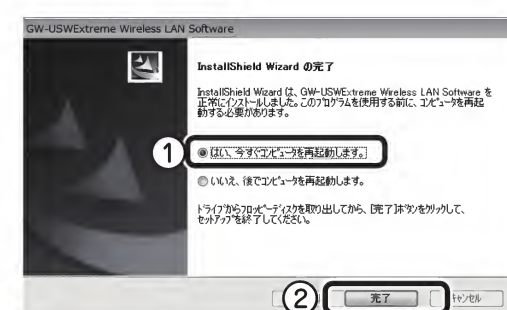 GW-USWExtreme Wireless LAN Software
InstallShield Wizard の完了
InstallShield Wizard は、GW-USWExtreme Wireless LAN Software を
正常にインストールしました。このプログラムを使用する前に、コンピュータを再起
動する必要があります。
①
はい、今すぐコンピュータを再起動します。
いいえ、後でコンピュータを再起動します。
ドライブからフロッピーディスクを取り出してから、[完了]ボタンをクリックして、
セットアップを終了してください。
②
完了
キャンセル